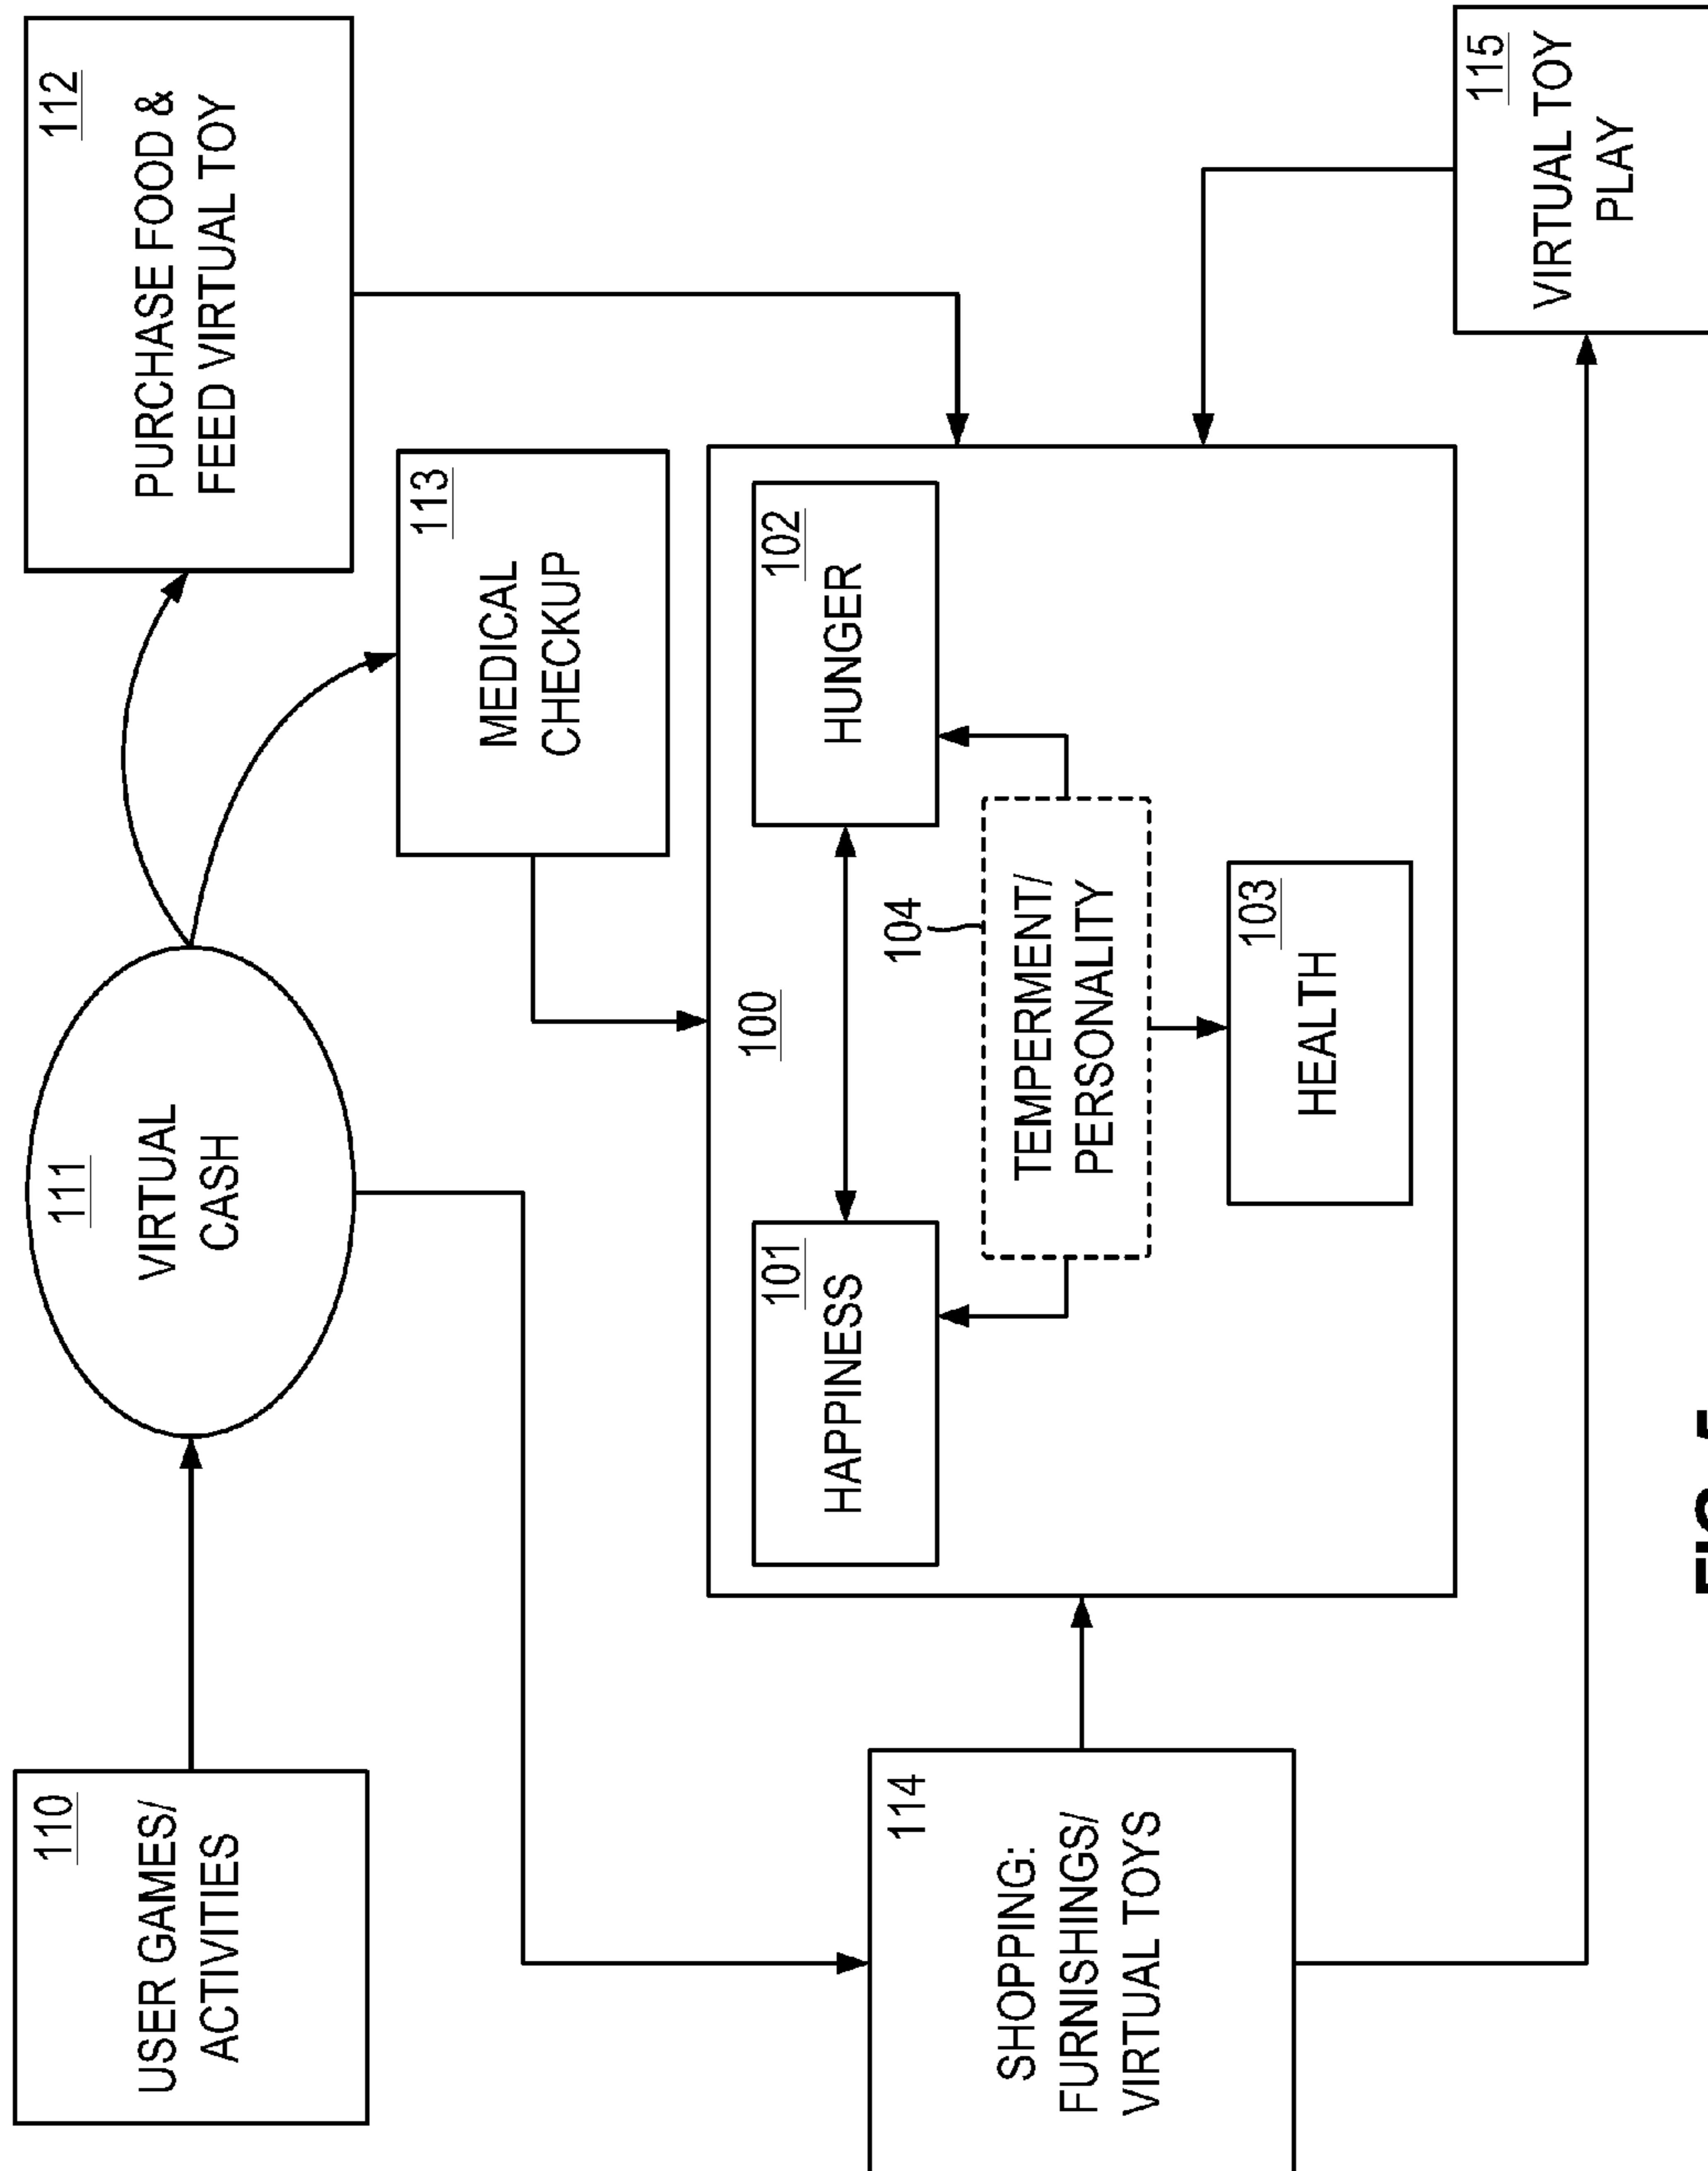 110
USER GAMES/
ACTIVITIES
111
VIRTUAL
CASH
112
PURCHASE FOOD &
FEED VIRTUAL TOY
113
MEDICAL
CHECKUP
100
101
HAPPINESS
102
HUNGER
104
TEMPERMENT/
PERSONALITY
103
HEALTH
114
SHOPPING:
FURNISHINGS/
VIRTUAL TOYS
115
VIRTUAL TOY
PLAY